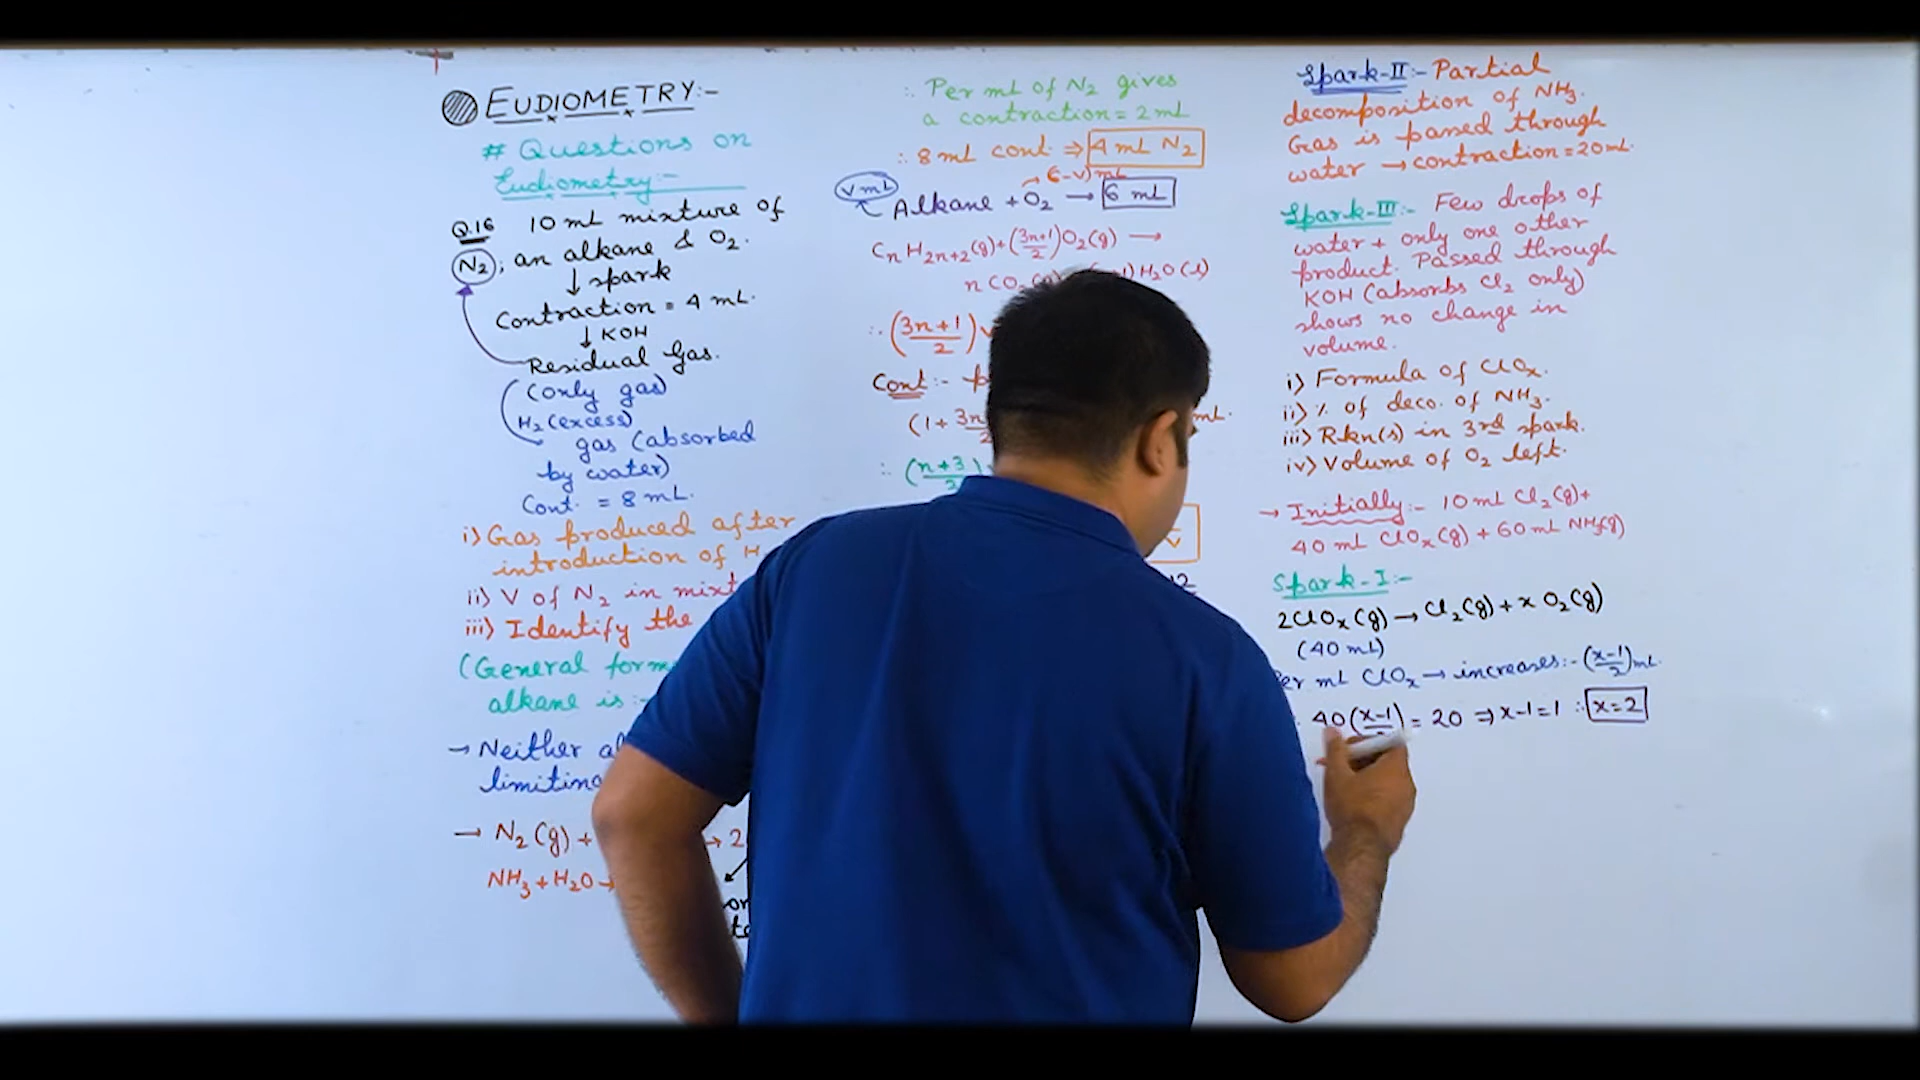 EUDIOMETRY:-
# Questions on
Eudiometry:-
Q.16 10 mL mixture of
N2; an alkane & O2.
↓ spark
Contraction = 4 mL.
↓ KOH
Residual Gas.
(only gas)
H2 (excess)
gas (absorbed
by water)
Cont. = 8 mL.
i) Gas produced after
introduction of H
ii) V of N2 in mixt
iii) Identify the
(General form
alkane is:-
→ Neither al
limiting
→ N2(g) +
→ 2
NH3 + H2O →
∴ Per mL of N2 gives
a contraction = 2 mL
∴ 8 mL cont. ⇒ 4 mL N2
(6-V) mL
V mL
Alkane + O2 → 6 mL
CnH2n+2(g) + (3n+1/2) O2(g) →
nCO2(g) H2O(l)
∴ (3n+1/2)
Cont:-
(1 + 3n
mL.
∴ (n+3
Spark-II:- Partial
decomposition of NH3.
Gas is passed through
water → contraction = 20 mL.
Spark-III:- Few drops of
water + only one other
product. Passed through
KOH (absorbs Cl2 only)
shows no change in
volume.
i) Formula of ClOx.
ii) % of deco. of NH3.
iii) Rkn(s) in 3rd spark.
iv) Volume of O2 left.
→ Initially:- 10 mL Cl2(g) +
40 mL ClOx(g) + 60 mL NH3(g)
Spark-I:-
2ClOx(g) → Cl2(g) + x O2(g)
(40 mL)
Per mL ClOx → increases:- (x-1/2) mL.
40(x-1/2) = 20 ⇒ x-1=1 ∴ x=2